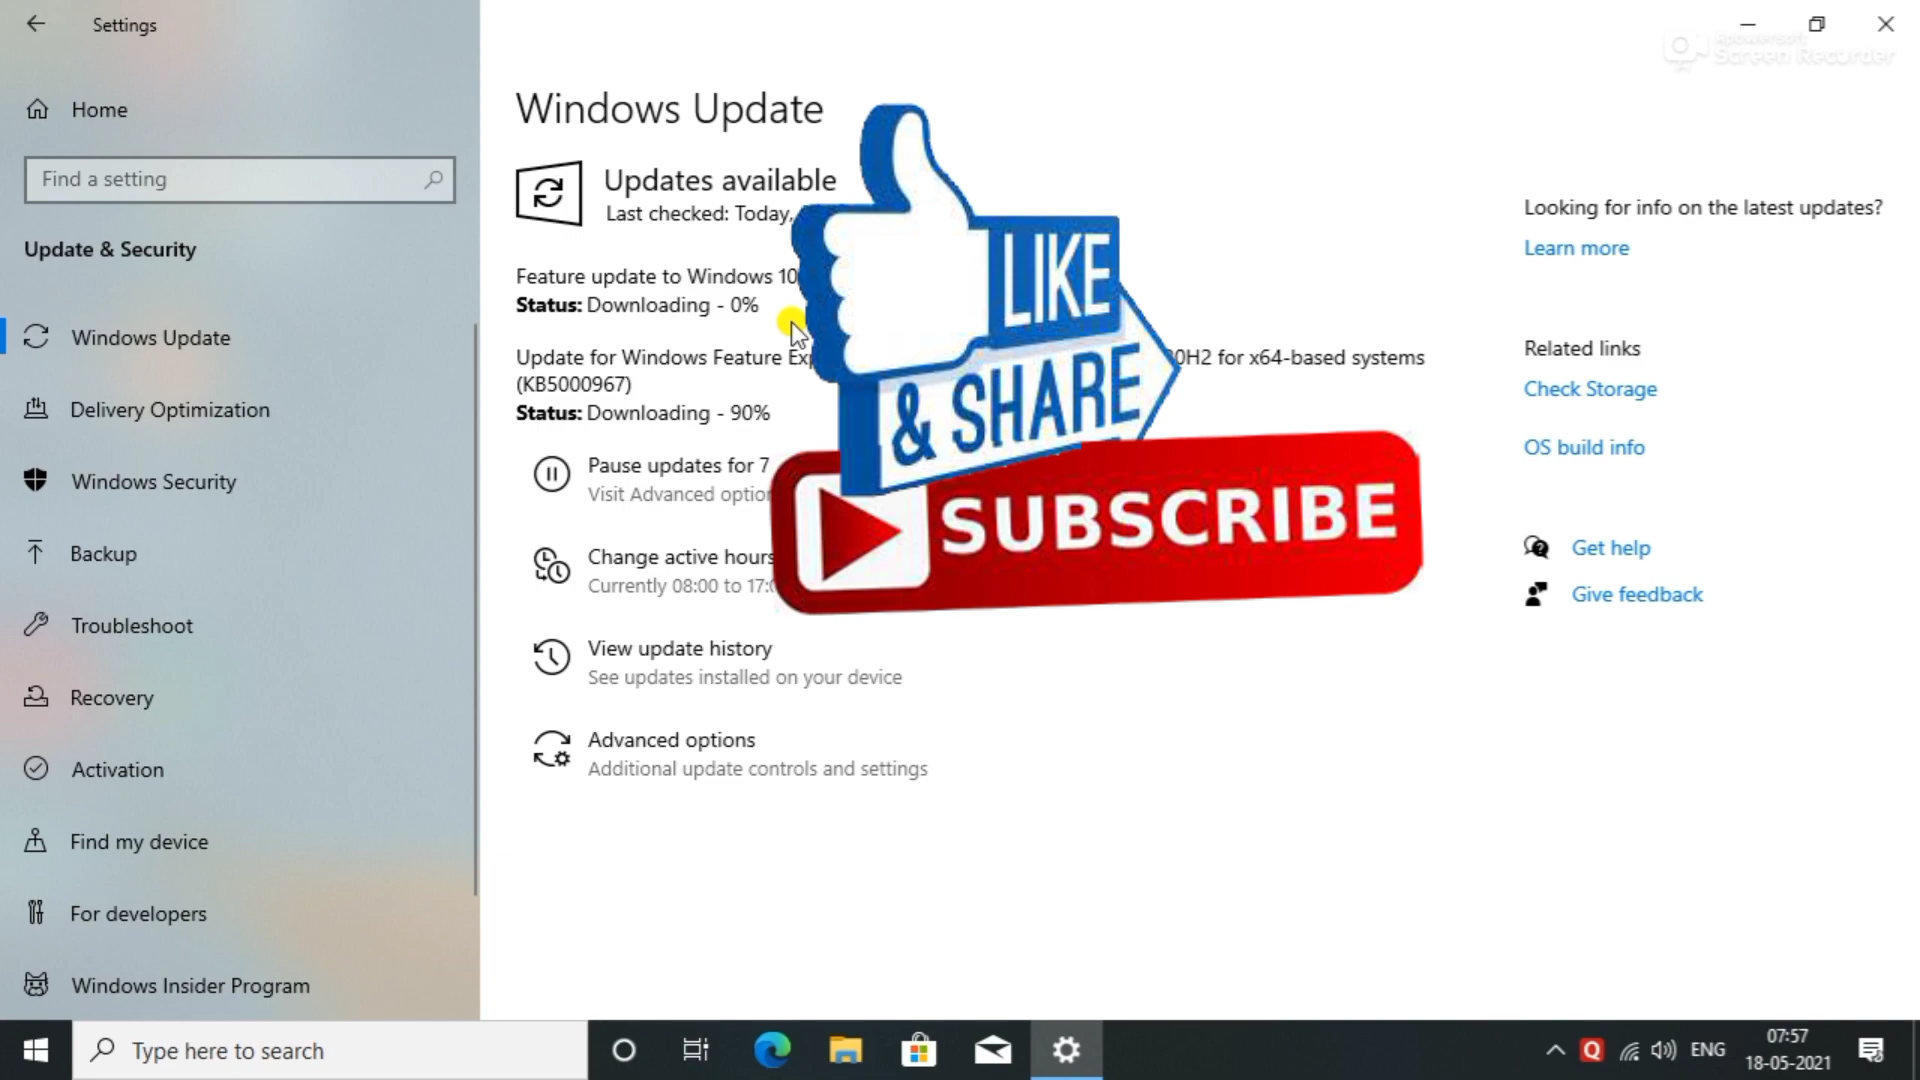 Settings
Apowersoft
Screen Recorder
Home
Find a setting
Update & Security
Windows Update
Delivery Optimization
Windows Security
Backup
Troubleshoot
Recovery
Activation
Find my device
For developers
Windows Insider Program
Windows Update
Updates available
Last checked: Today,
Feature update to Windows 10
Status: Downloading - 0%
Update for Windows Feature 0H2 for x64-based systems
(KB5000967)
Status: Downloading - 90%
Pause updates for 7
Visit Advanced
Change active hours
Currently 08:00 to
View update history
See updates installed on your device
Advanced options
Additional update controls and settings
LIKE
& SHARE
SUBSCRIBE
Looking for info on the latest updates?
Learn more
Related links
Check Storage
OS build info
Get help
Give feedback
Type here to search
Q
ENG
07:57
18-05-2021